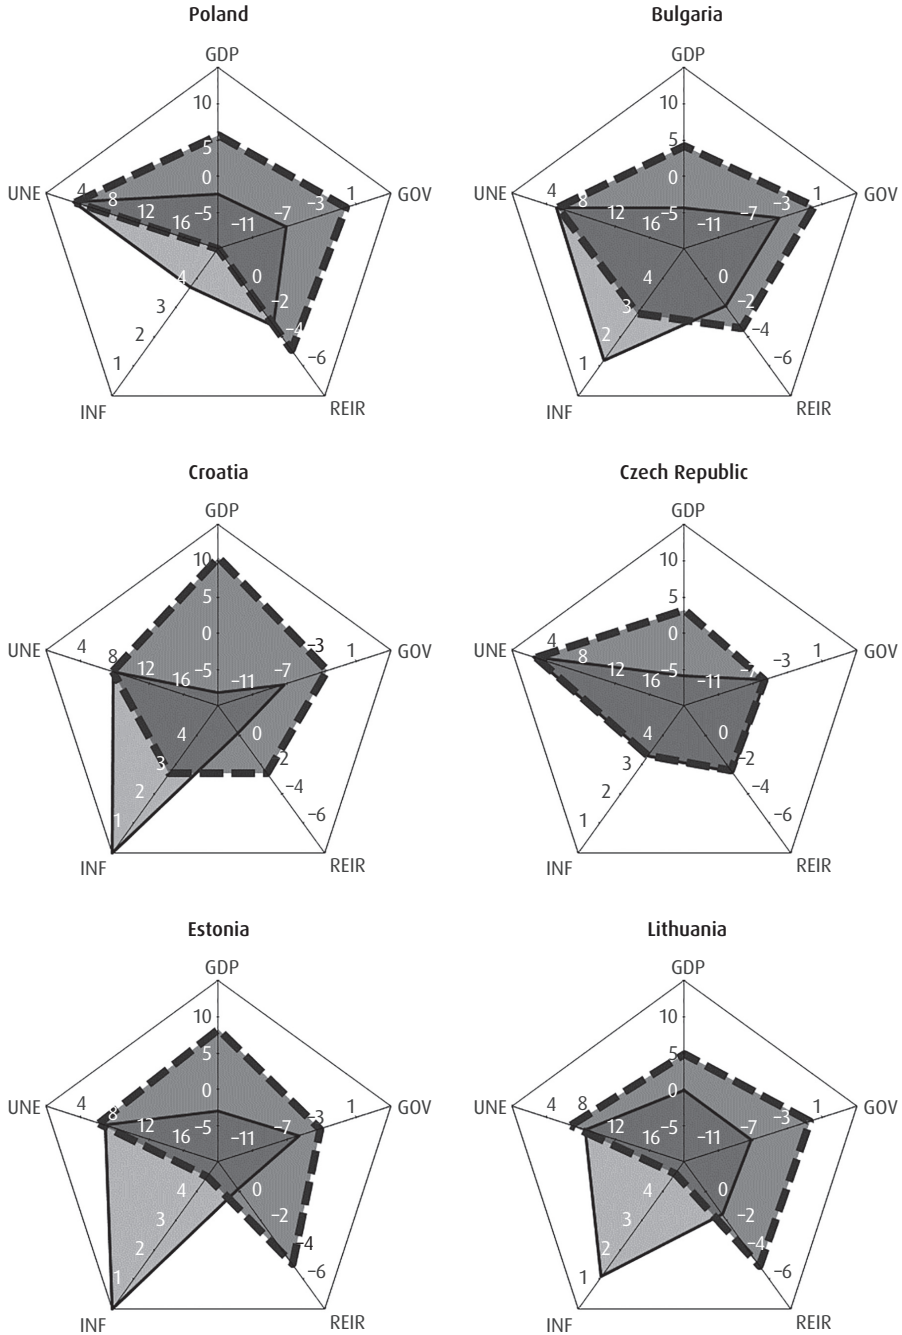 Poland
GDP
10
5
0
−5
UNE 4 8 12 16 −11 −7 −3 1 GOV
4 0
3 −2
2 −4
1 −6
INF REIR
Bulgaria
GDP
10
5
0
−5
UNE 4 8 12 16 −11 −7 −3 1 GOV
4 0
3 −2
2 −4
1 −6
INF REIR
Croatia
GDP
10
5
0
−5
UNE 4 8 12 16 −11 −7 −3 1 GOV
4 0
3 −2
2 −4
1 −6
INF REIR
Czech Republic
GDP
10
5
0
−5
UNE 4 8 12 16 −11 −7 −3 1 GOV
4 0
3 −2
2 −4
1 −6
INF REIR
Estonia
GDP
10
5
0
−5
UNE 4 8 12 16 −11 −7 −3 1 GOV
4 0
3 −2
2 −4
1 −6
INF REIR
Lithuania
GDP
10
5
0
−5
UNE 4 8 12 16 −11 −7 −3 1 GOV
4 0
3 −2
2 −4
1 −6
INF REIR